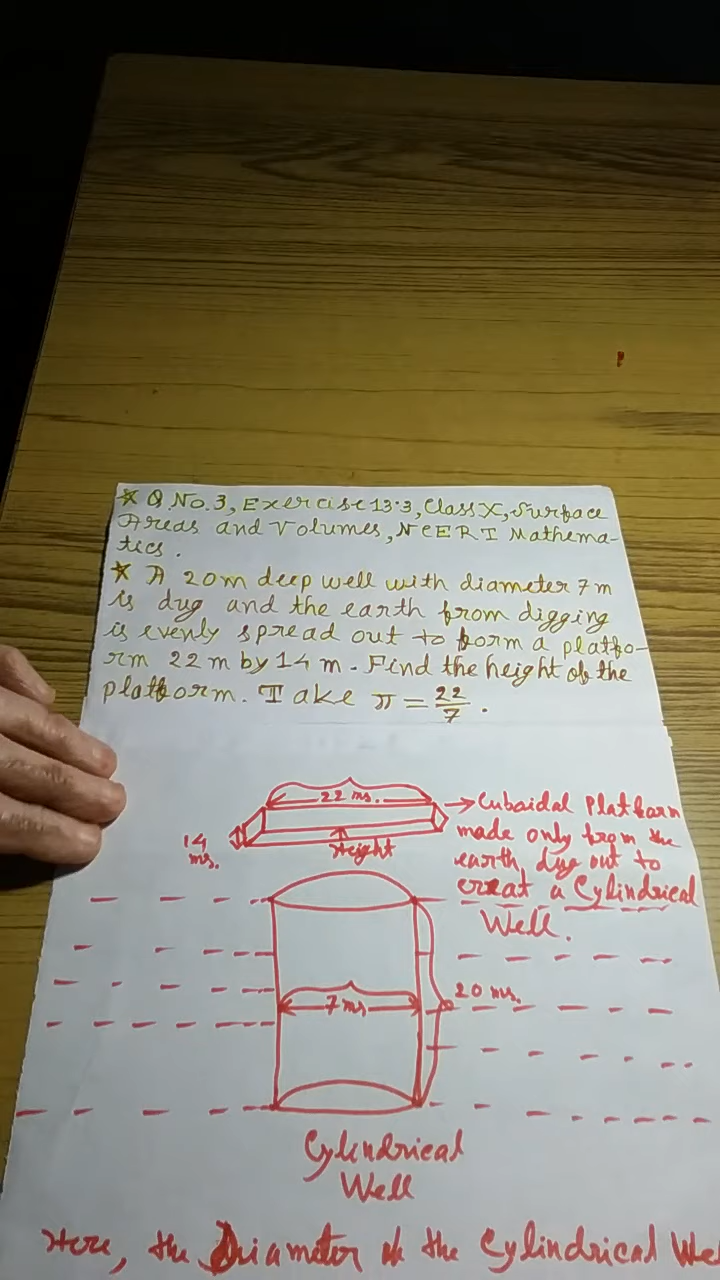 * Q No. 3, Exercise 13.3, Class X, Surface
Areas and Volumes, NCERT Mathema-
tics.
* A 20m deep well with diameter 7m
is dug and the earth from digging
is evenly spread out to form a platfo-
rm 22m by 14m. Find the height of the
platform. Take π = 22/7.
22 ms.
14 ms.
Height
→ Cuboidal Platform
made only from the
earth dug out to
creat a Cylindrical
Well.
7 ms
20 ms.
Cylindrical
Well
Here, the Diameter of the Cylindrical We